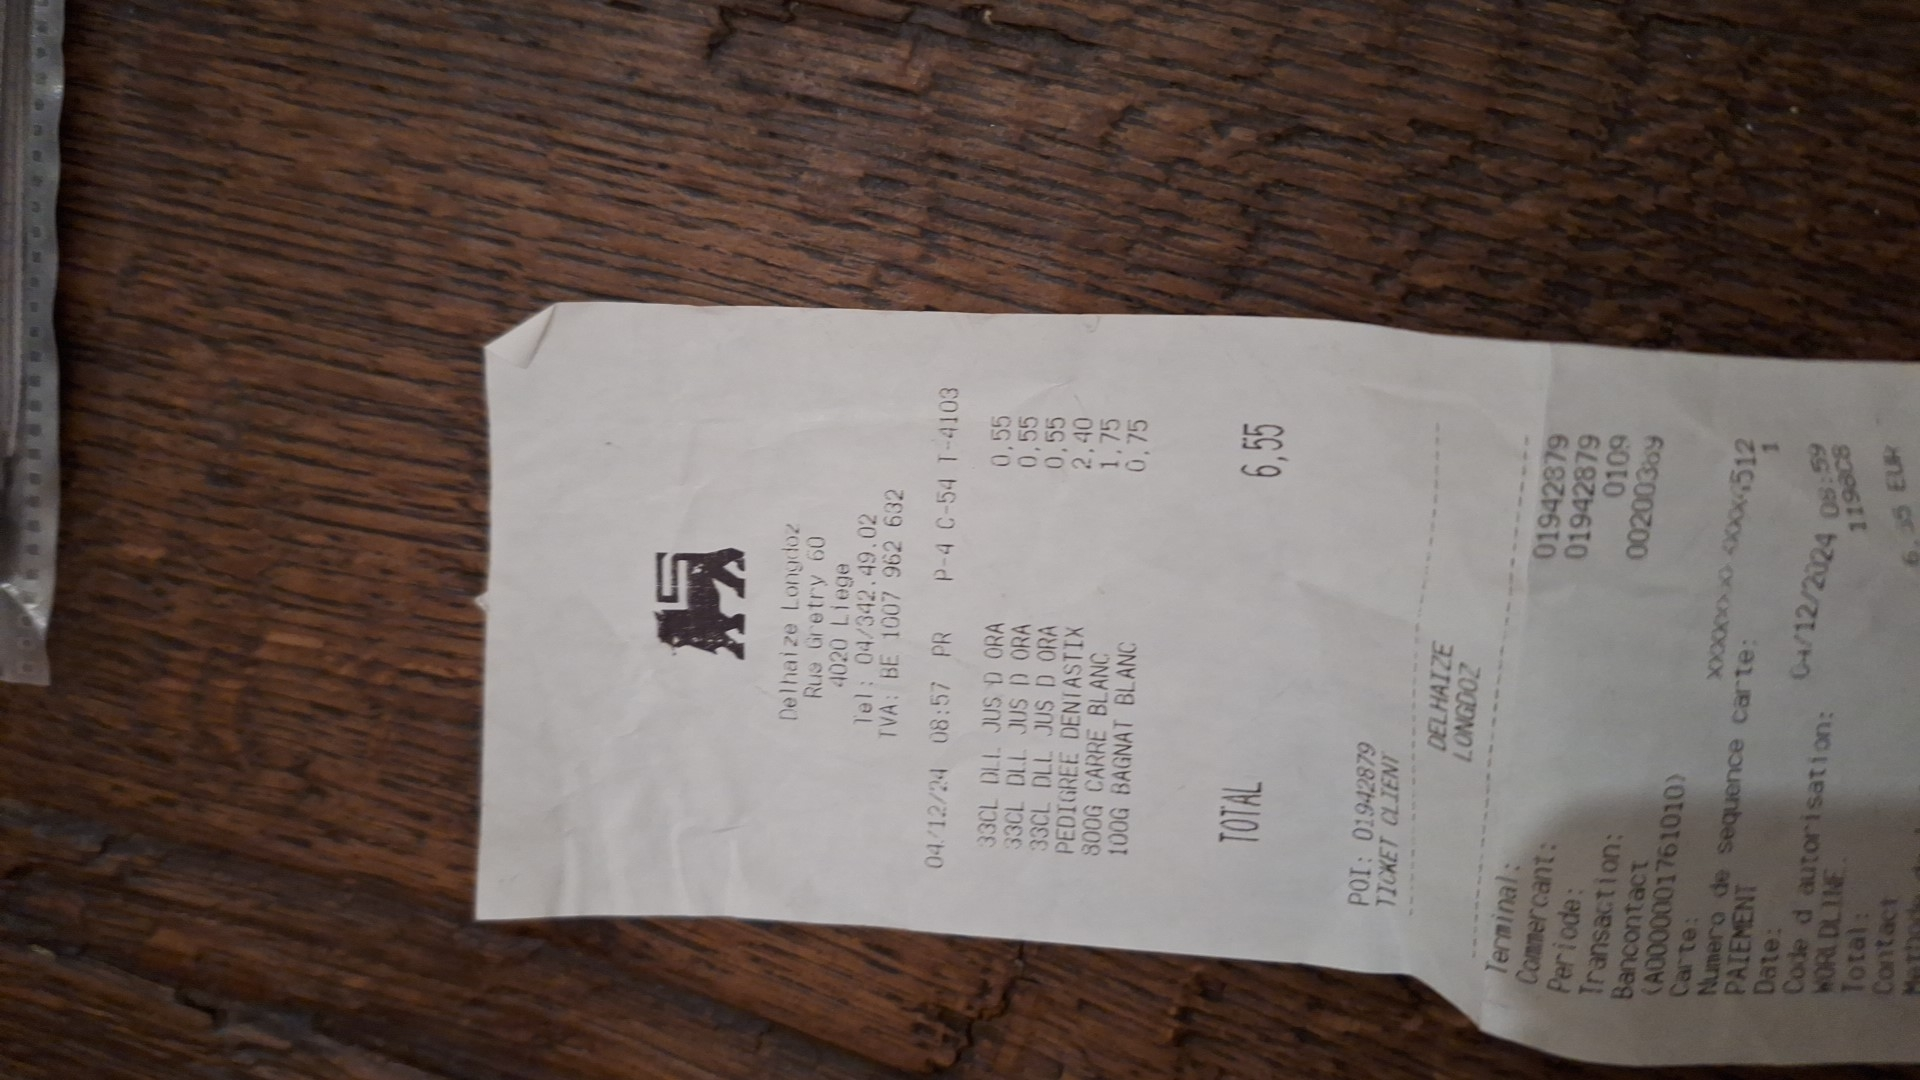 Delhaize Longdoz
Rue Gretry 60
4020 Liege
Tel: 04/342.49.02
TVA: BE 1007 962 632
04/12/24 08:57 PR P-4 C-54 T-4103
33CL DLL JUS D ORA 0,55
33CL DLL JUS D ORA 0,55
33CL DLL JUS D ORA 0,55
PEDIGREE DENTASTIX 2,40
800G CARRE BLANC 1,75
100G BAGNAT BLANC 0,75
TOTAL 6,55
POI: 01942879
TICKET CLIENT
DELHAIZE
LONGDOZ
Terminal: 01942879
Commercant: 01942879
Periode: 0109
Transaction: 00200389
Bancontact
(A0000001761010)
Carte:
Numero de sequence carte: 1
PAIEMENT
Date: 04/12/2024 08:59
Code d autorisation:
WORLDLINE
Total: EUR
Contact